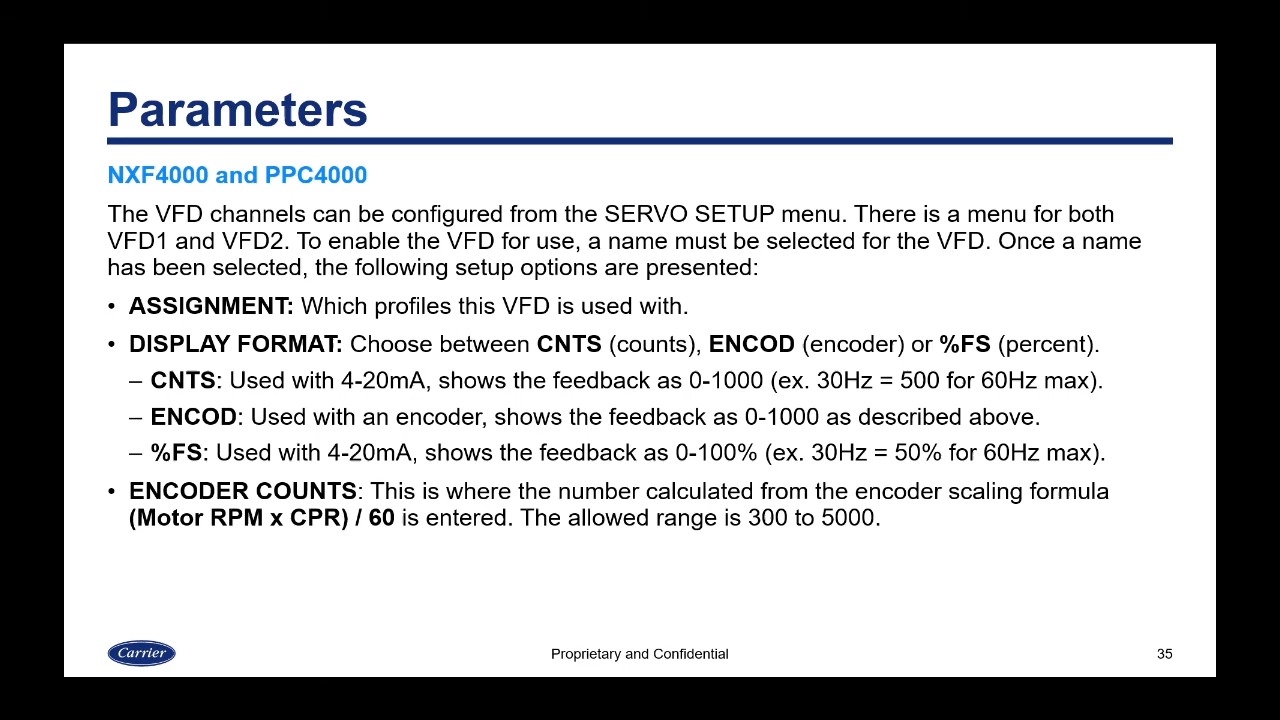 Parameters
NXF4000 and PPC4000
The VFD channels can be configured from the SERVO SETUP menu. There is a menu for both
VFD1 and VFD2. To enable the VFD for use, a name must be selected for the VFD. Once a name
has been selected, the following setup options are presented:
• ASSIGNMENT: Which profiles this VFD is used with.
• DISPLAY FORMAT: Choose between CNTS (counts), ENCOD (encoder) or %FS (percent).
– CNTS: Used with 4-20mA, shows the feedback as 0-1000 (ex. 30Hz = 500 for 60Hz max).
– ENCOD: Used with an encoder, shows the feedback as 0-1000 as described above.
– %FS: Used with 4-20mA, shows the feedback as 0-100% (ex. 30Hz = 50% for 60Hz max).
• ENCODER COUNTS: This is where the number calculated from the encoder scaling formula
(Motor RPM x CPR) / 60 is entered. The allowed range is 300 to 5000.
Carrier
Proprietary and Confidential
35